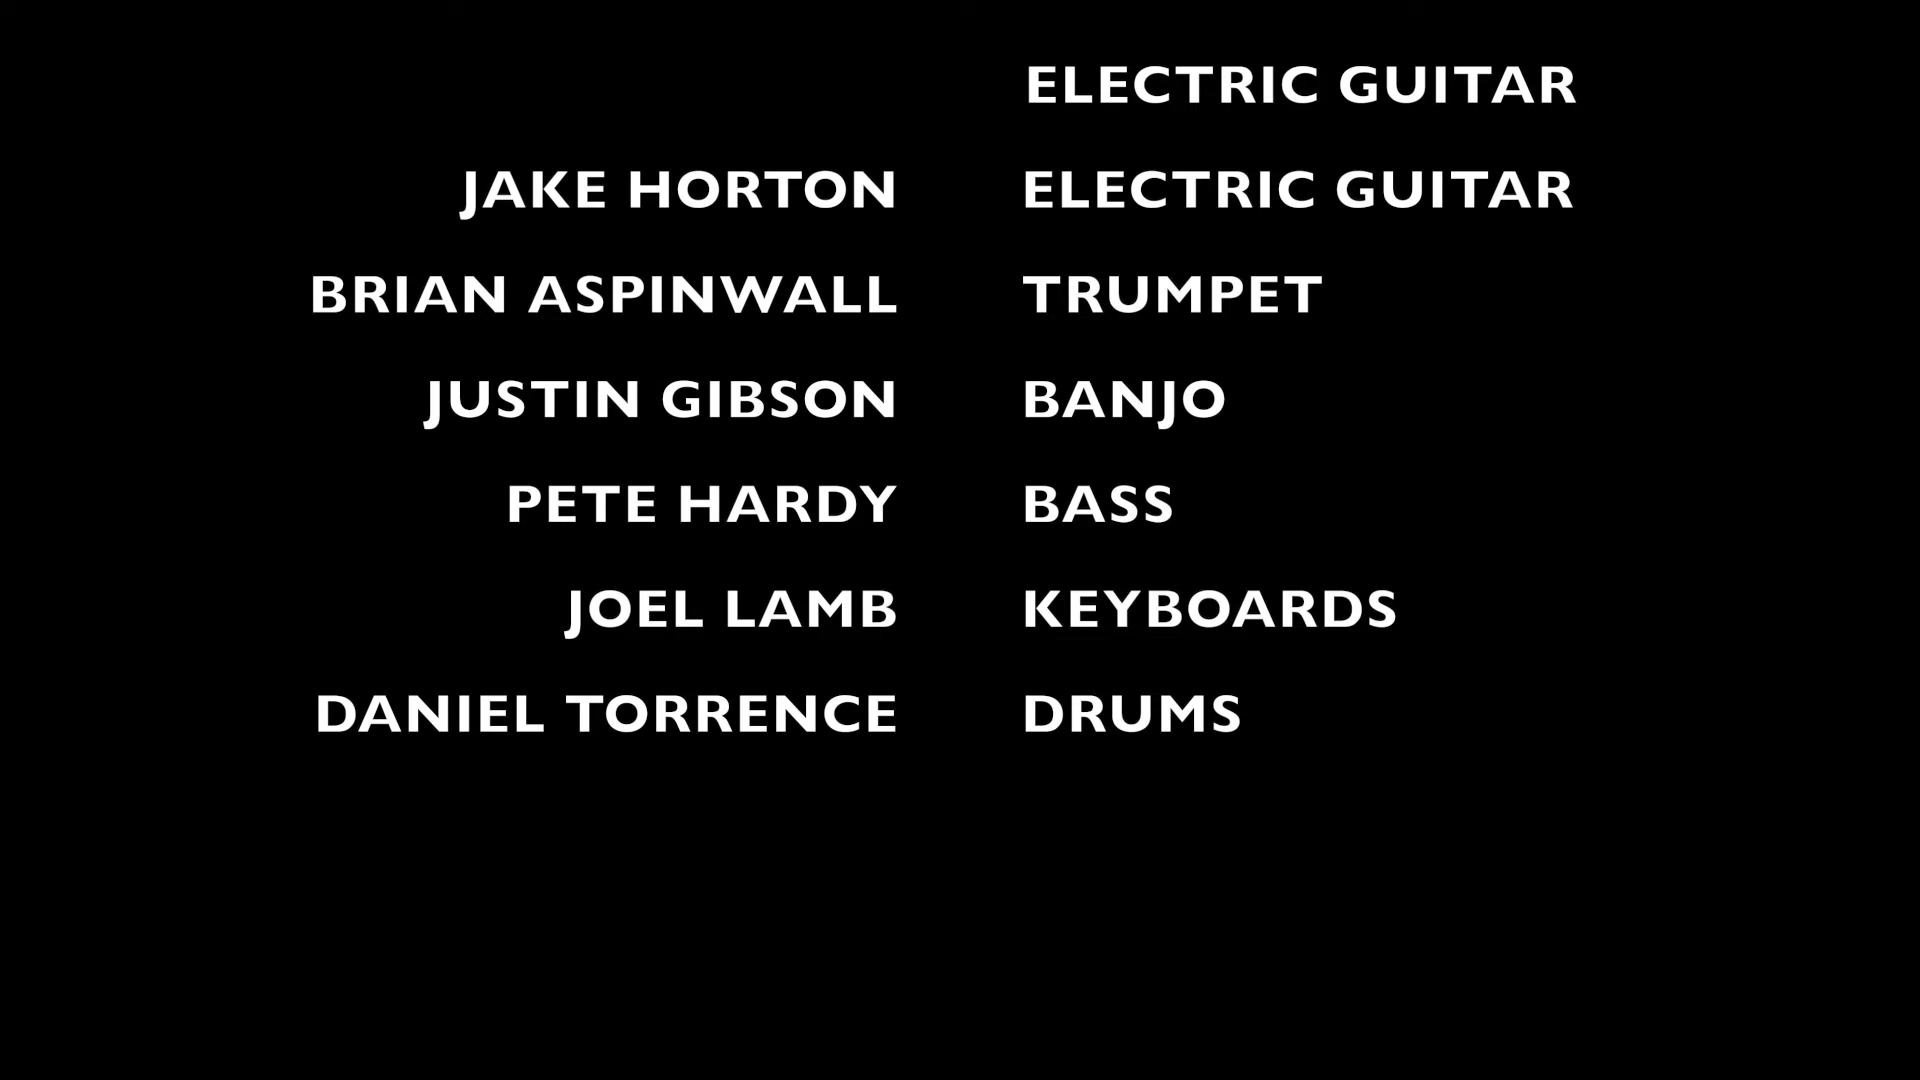 ELECTRIC GUITAR
JAKE HORTON ELECTRIC GUITAR
BRIAN ASPINWALL TRUMPET
JUSTIN GIBSON BANJO
PETE HARDY BASS
JOEL LAMB KEYBOARDS
DANIEL TORRENCE DRUMS